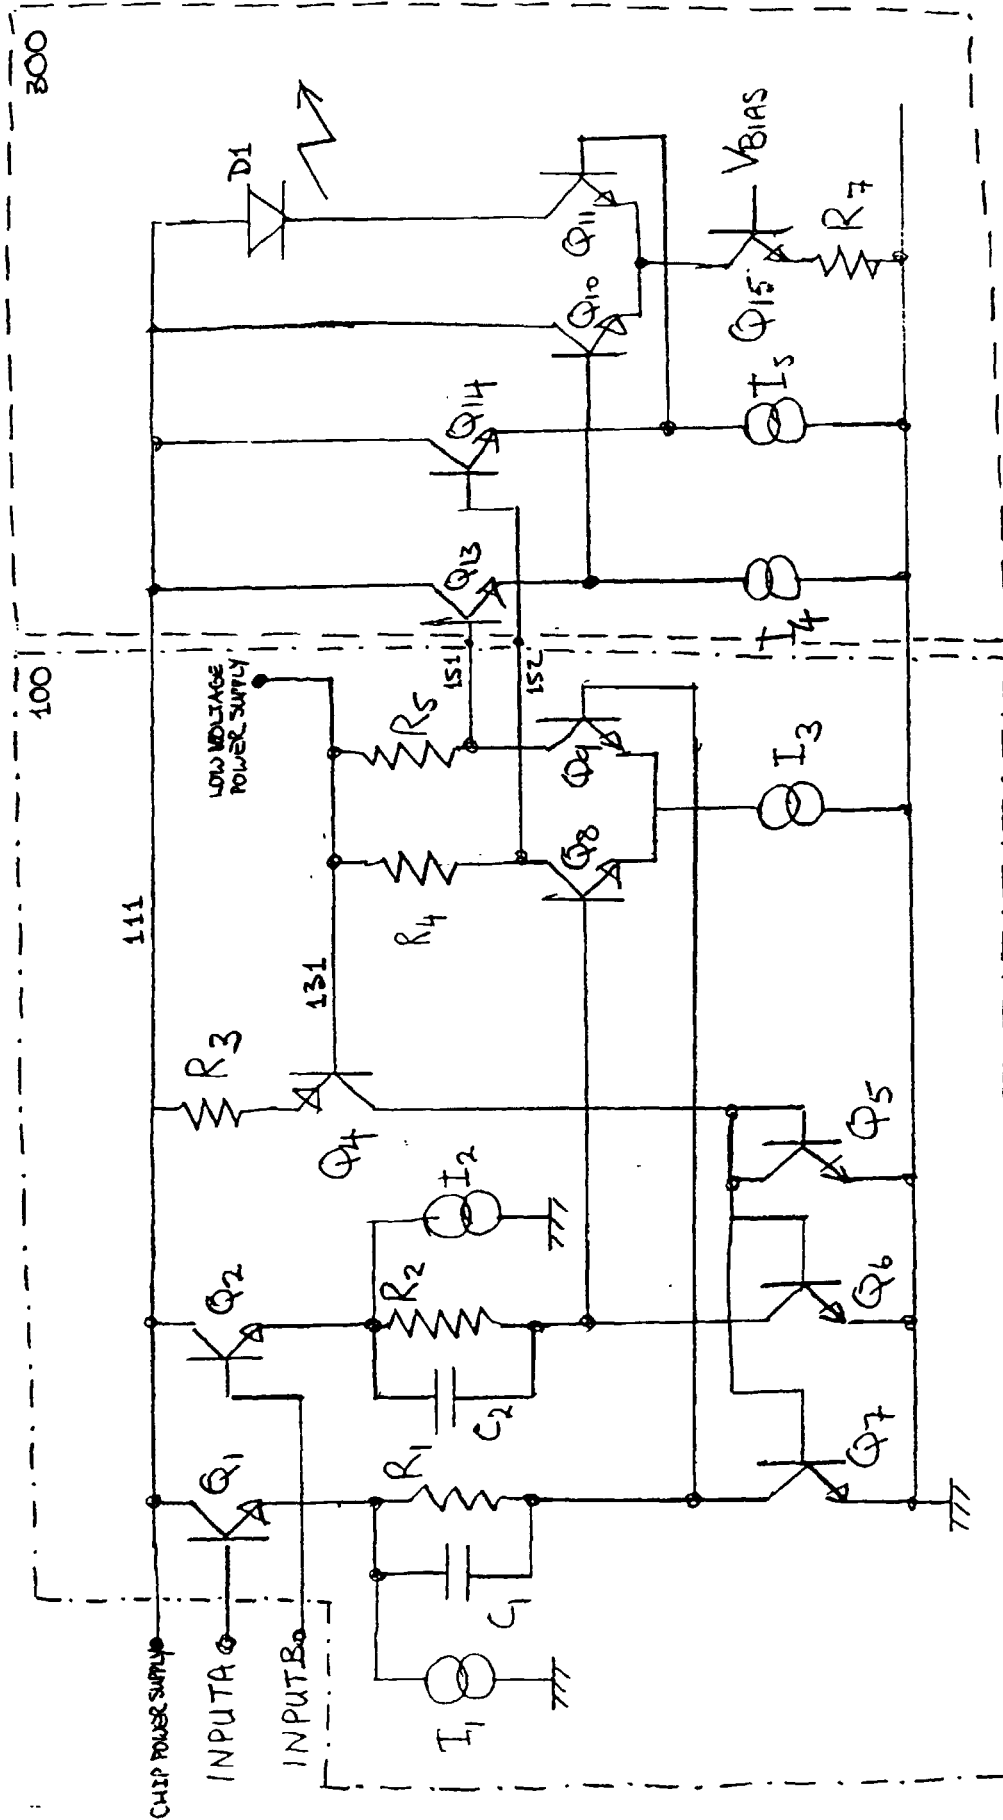 300
D1
VBIAS
Q11
Q10
Q15
R7
Q14
I5
Q13
I4
100
151
152
LOW VOLTAGE
POWER SUPPLY
R5
Q9
I3
Q8
R4
111
131
R3
Q4
Q5
I2
Q2
R2
Q6
C2
Q1
R1
Q7
C1
I1
CHIP POWER SUPPLY
INPUTA
INPUTB